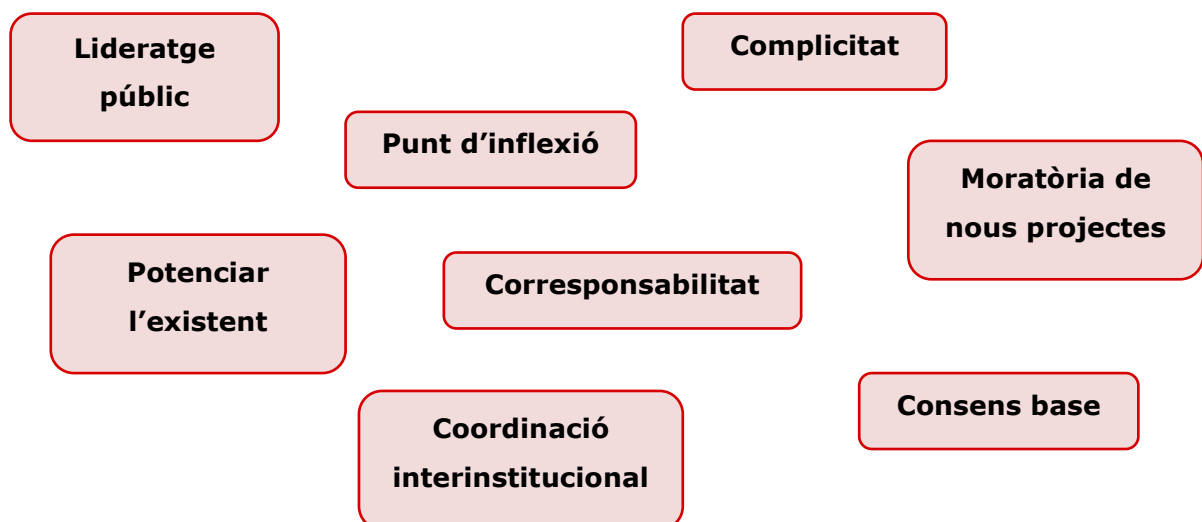 Lideratge
públic
Complicitat
Punt d’inflexió
Moratòria de
nous projectes
Potenciar
l’existent
Corresponsabilitat
Consens base
Coordinació
interinstitucional